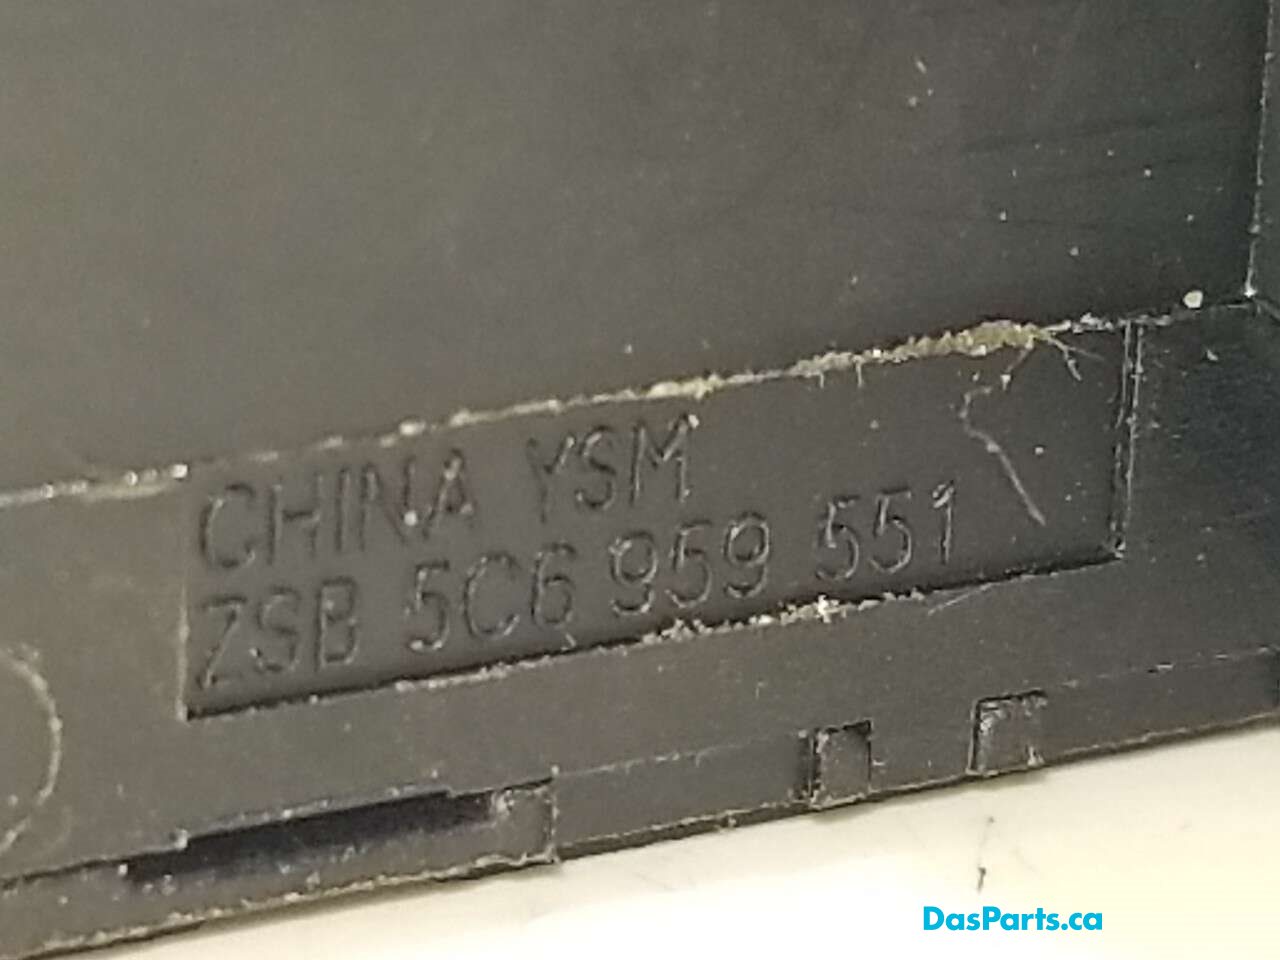 CHINA YSM
ZSB 5C6 959 551
DasParts.ca